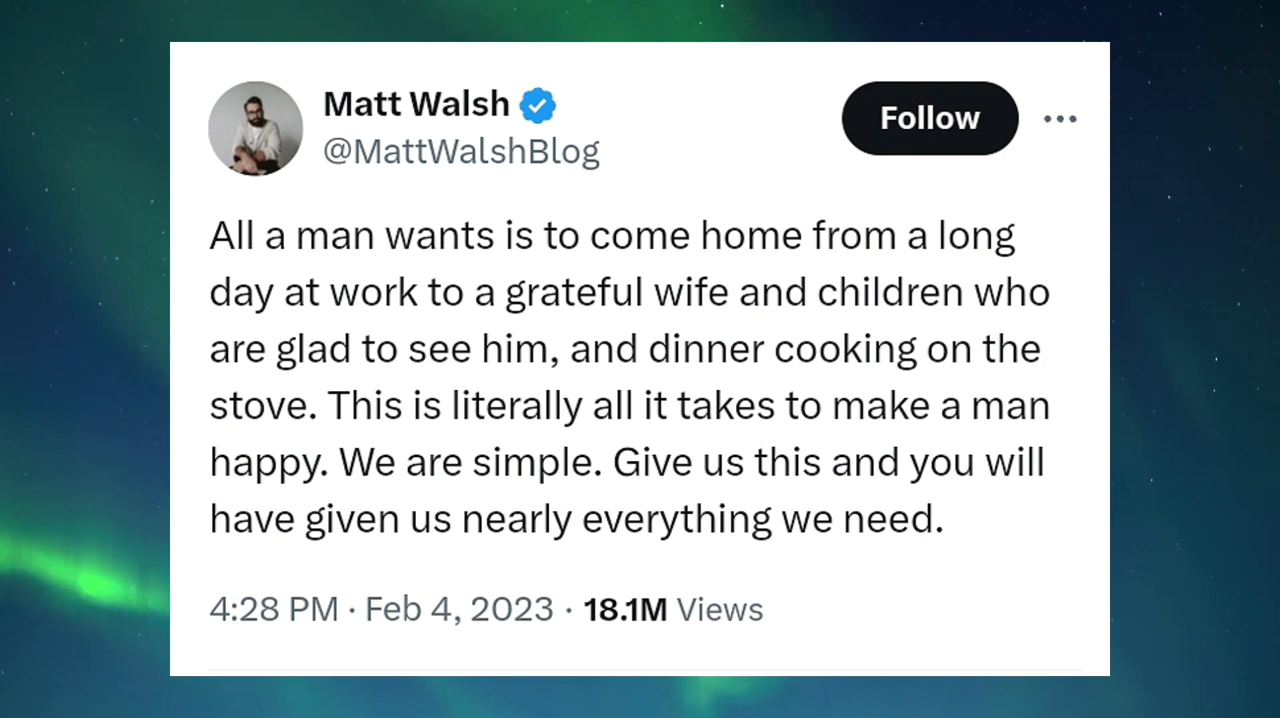 Matt Walsh
Follow
@MattWalshBlog
All a man wants is to come home from a long
day at work to a grateful wife and children who
are glad to see him, and dinner cooking on the
stove. This is literally all it takes to make a man
happy. We are simple. Give us this and you will
have given us nearly everything we need.
4:28 PM · Feb 4, 2023 · 18.1M Views